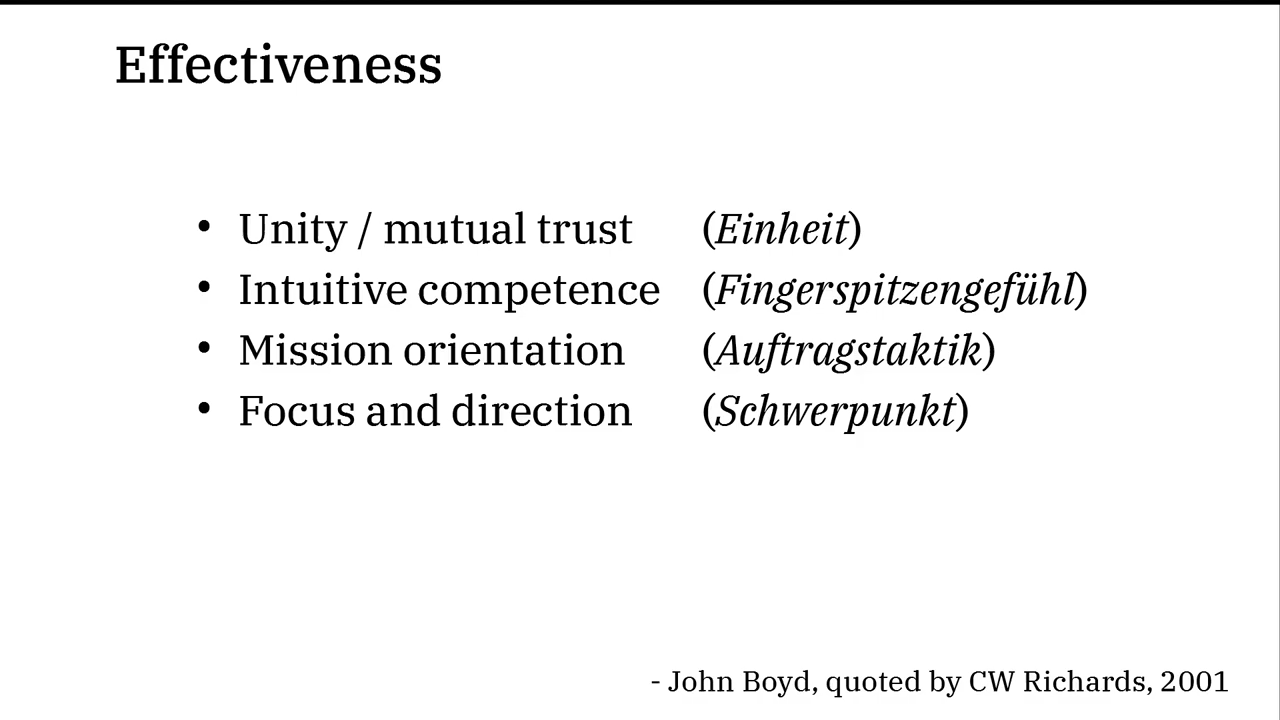 Effectiveness
• Unity / mutual trust (Einheit)
• Intuitive competence (Fingerspitzengefühl)
• Mission orientation (Auftragstaktik)
• Focus and direction (Schwerpunkt)
- John Boyd, quoted by CW Richards, 2001